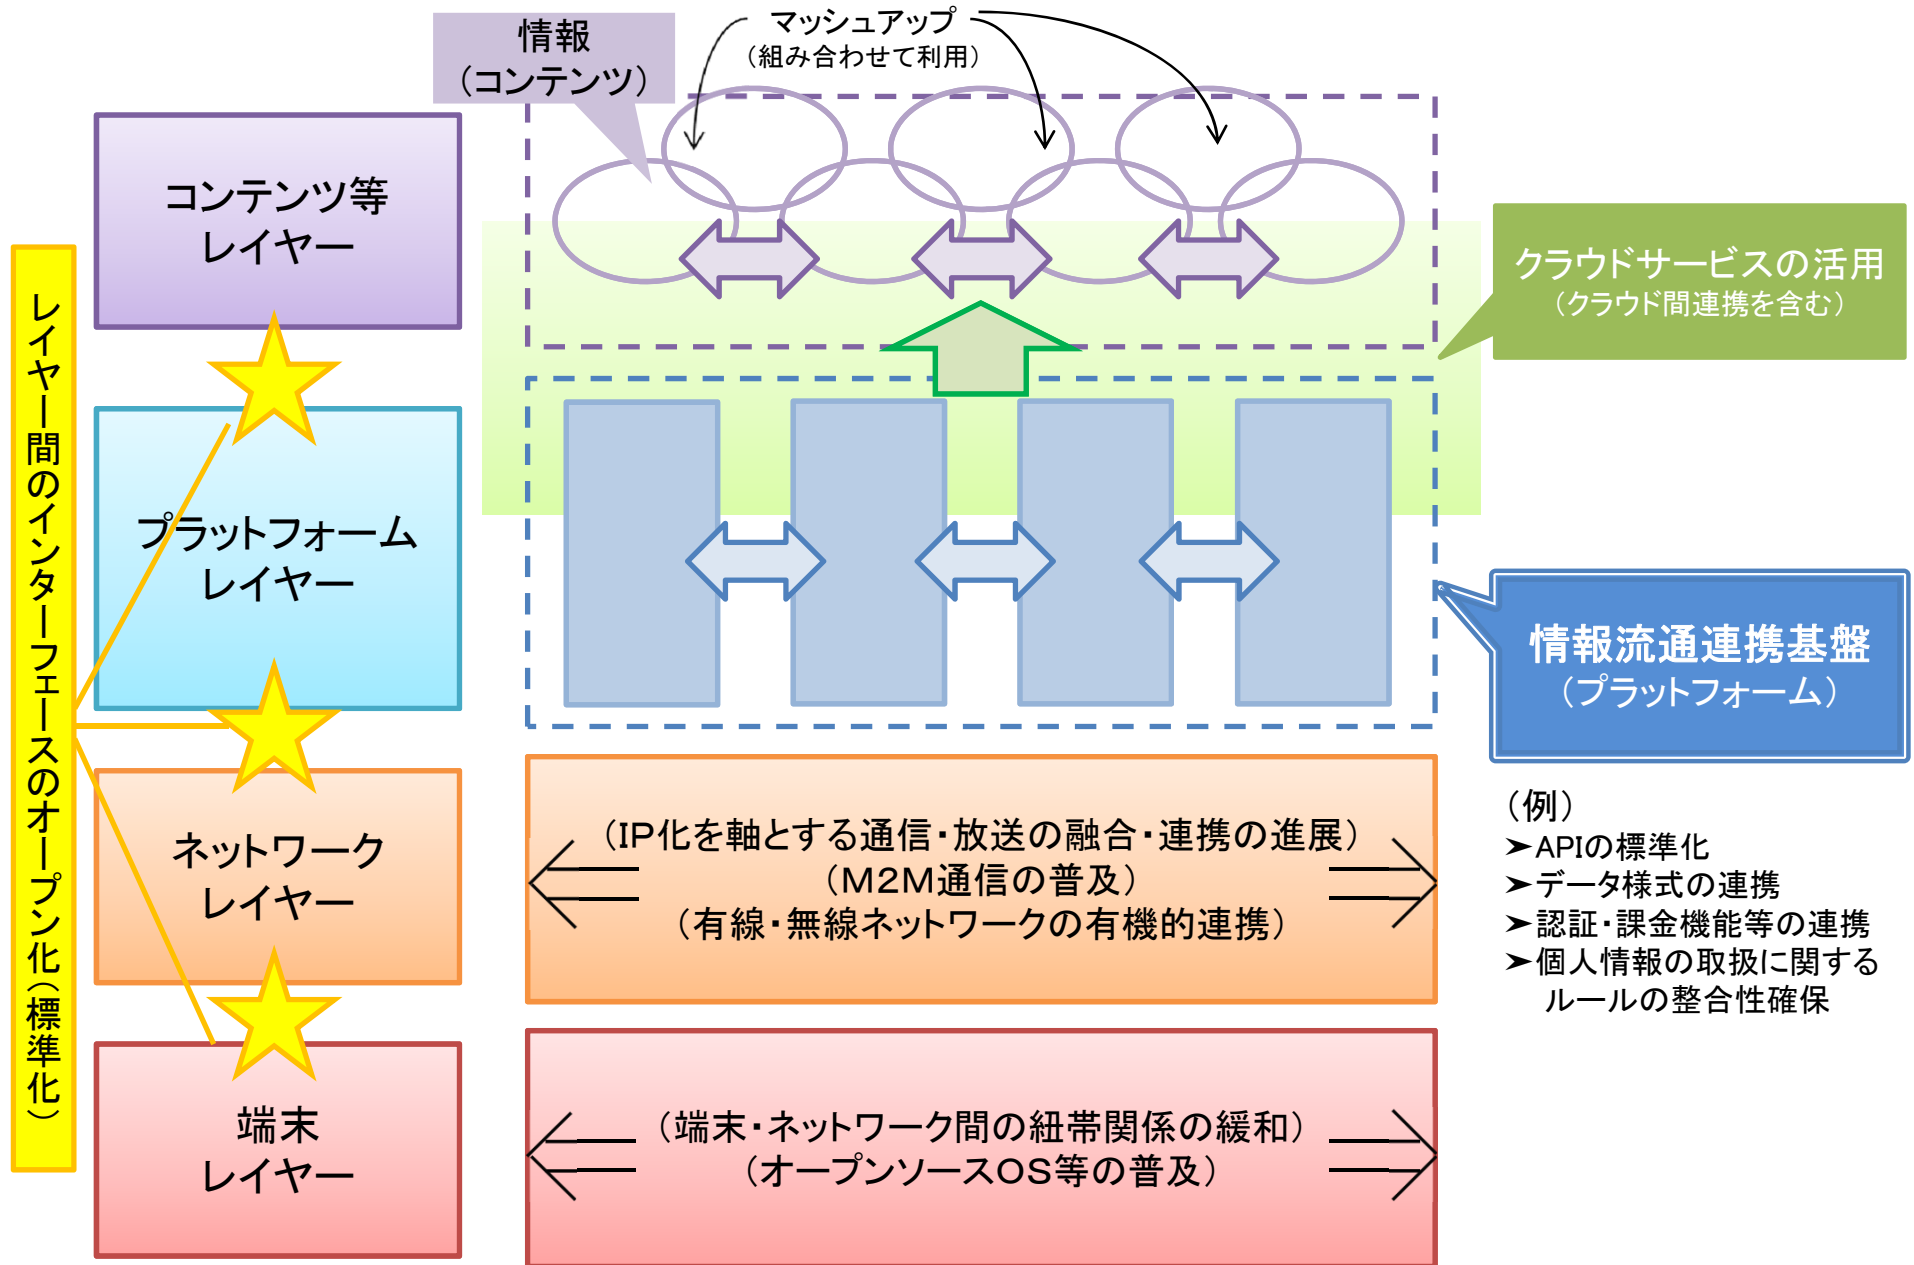 情報
（コンテンツ）
マッシュアップ
（組み合わせて利用）
コンテンツ等
レイヤー
クラウドサービスの活用
（クラウド間連携を含む）
レイヤー間のインターフェースのオープン化（標準化）
プラットフォーム
レイヤー
情報流通連携基盤
（プラットフォーム）
（例）
➢APIの標準化
➢データ様式の連携
➢認証・課金機能等の連携
➢個人情報の取扱に関する
ルールの整合性確保
ネットワーク
レイヤー
（IP化を軸とする通信・放送の融合・連携の進展）
（M2M通信の普及）
（有線・無線ネットワークの有機的連携）
端末
レイヤー
（端末・ネットワーク間の紐帯関係の緩和）
（オープンソースOS等の普及）